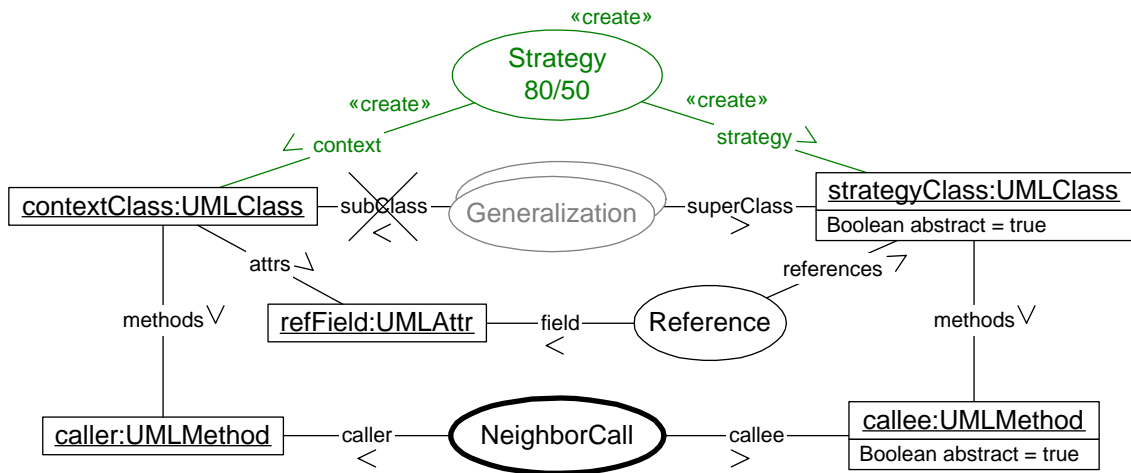 «create»
Strategy
80/50
«create»
«create»
context
strategy
contextClass:UMLClass
subClass
Generalization
superClass
strategyClass:UMLClass
Boolean abstract = true
attrs
references
methods
refField:UMLAttr
field
Reference
methods
caller:UMLMethod
caller
NeighborCall
callee
callee:UMLMethod
Boolean abstract = true